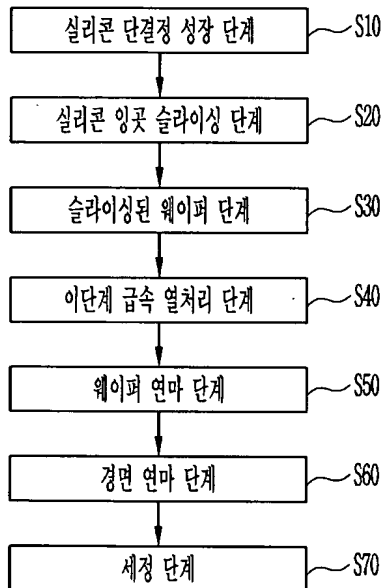 실리콘 단결정 성장 단계 S10
실리콘 잉곳 슬라이싱 단계 S20
슬라이싱된 웨이퍼 단계 S30
이단계 급속 열처리 단계 S40
웨이퍼 연마 단계 S50
경면 연마 단계 S60
세정 단계 S70